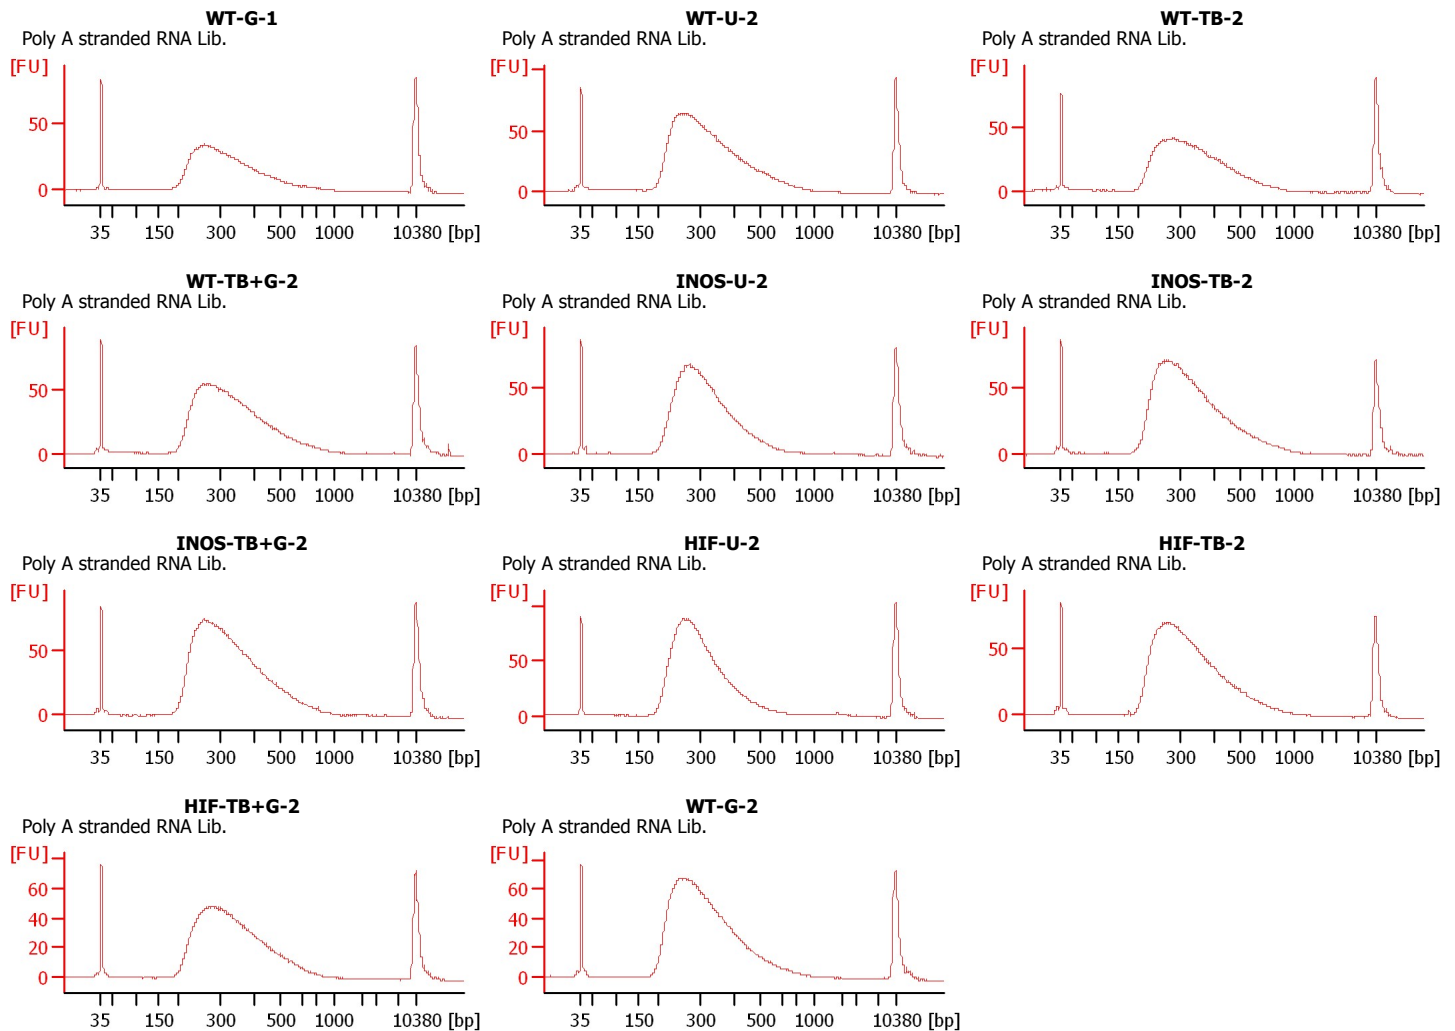 WT-G-1
Poly A stranded RNA Lib.
[FU]
50
0
35 150 300 500 1000 10380 [bp]
WT-U-2
Poly A stranded RNA Lib.
[FU]
50
0
35 150 300 500 1000 10380 [bp]
WT-TB-2
Poly A stranded RNA Lib.
[FU]
50
0
35 150 300 500 1000 10380 [bp]
WT-TB+G-2
Poly A stranded RNA Lib.
[FU]
50
0
35 150 300 500 1000 10380 [bp]
INOS-U-2
Poly A stranded RNA Lib.
[FU]
50
0
35 150 300 500 1000 10380 [bp]
INOS-TB-2
Poly A stranded RNA Lib.
[FU]
50
0
35 150 300 500 1000 10380 [bp]
INOS-TB+G-2
Poly A stranded RNA Lib.
[FU]
50
0
35 150 300 500 1000 10380 [bp]
HIF-U-2
Poly A stranded RNA Lib.
[FU]
50
0
35 150 300 500 1000 10380 [bp]
HIF-TB-2
Poly A stranded RNA Lib.
[FU]
50
0
35 150 300 500 1000 10380 [bp]
HIF-TB+G-2
Poly A stranded RNA Lib.
[FU]
60
40
20
0
35 150 300 500 1000 10380 [bp]
WT-G-2
Poly A stranded RNA Lib.
[FU]
60
40
20
0
35 150 300 500 1000 10380 [bp]